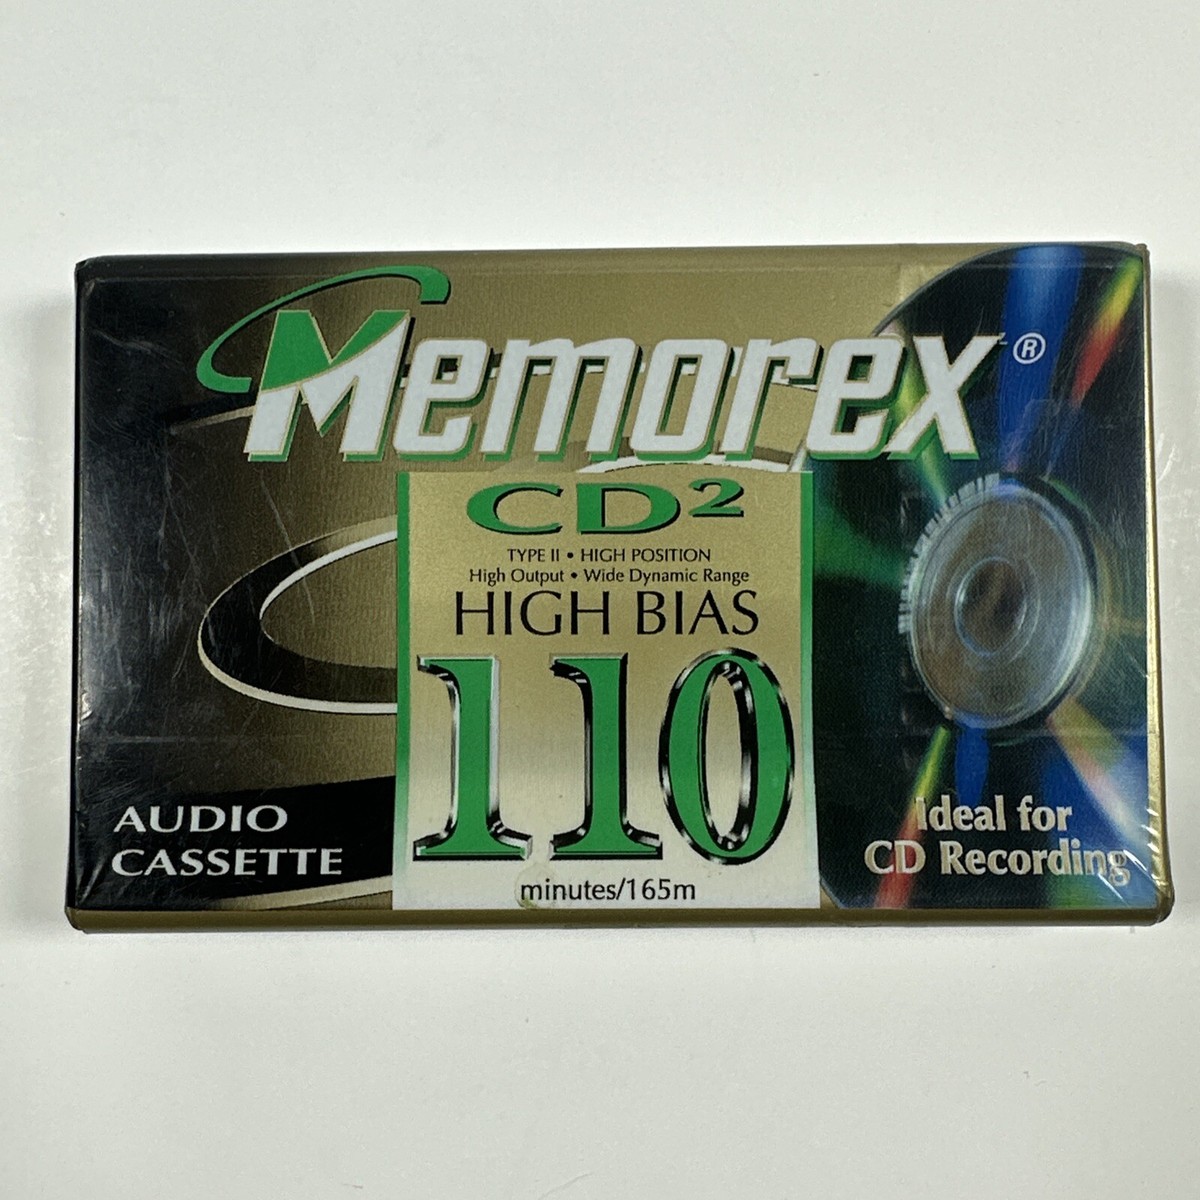 Memorex®
CD²
TYPE II • HIGH POSITION
High Output • Wide Dynamic Range
HIGH BIAS
110
minutes/165m
AUDIO
CASSETTE
Ideal for
CD Recording